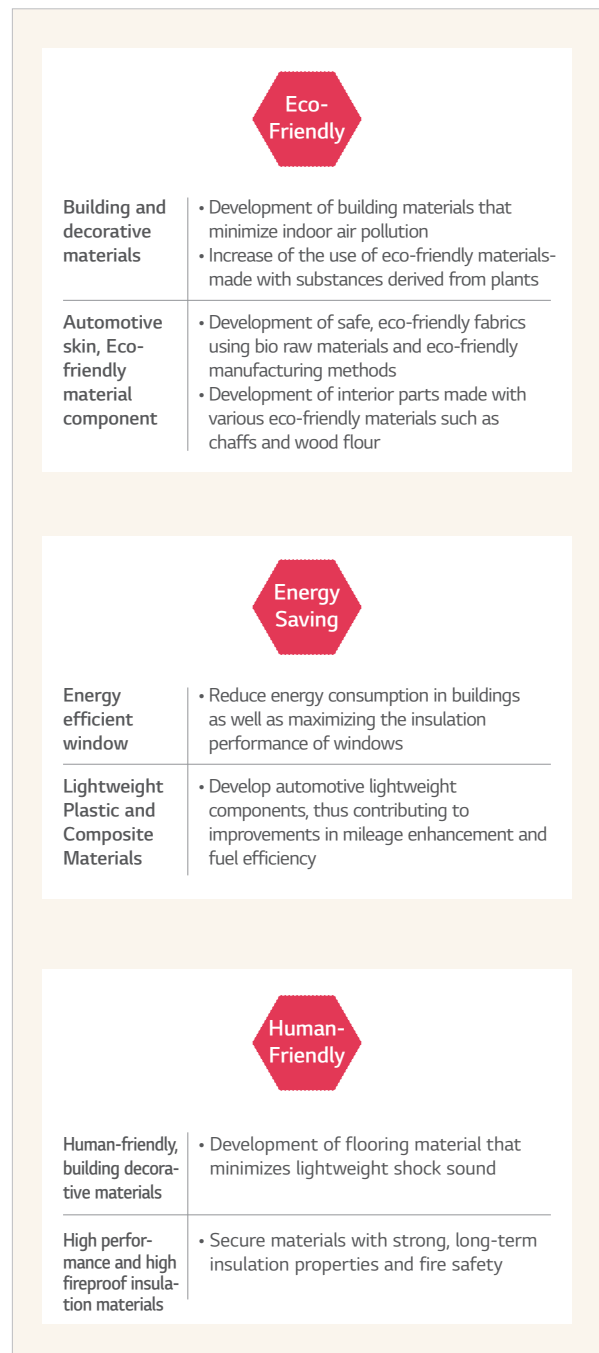 Eco-
Friendly
Building and
decorative
materials
• Development of building materials that
minimize indoor air pollution
• Increase of the use of eco-friendly materials-
made with substances derived from plants
Automotive
skin, Eco-
friendly
material
component
• Development of safe, eco-friendly fabrics
using bio raw materials and eco-friendly
manufacturing methods
• Development of interior parts made with
various eco-friendly materials such as
chaffs and wood flour
Energy
Saving
Energy
efficient
window
• Reduce energy consumption in buildings
as well as maximizing the insulation
performance of windows
Lightweight
Plastic and
Composite
Materials
• Develop automotive lightweight
components, thus contributing to
improvements in mileage enhancement and
fuel efficiency
Human-
Friendly
Human-friendly,
building decora-
tive materials
• Development of flooring material that
minimizes lightweight shock sound
High perfor-
mance and high
fireproof insula-
tion materials
• Secure materials with strong, long-term
insulation properties and fire safety